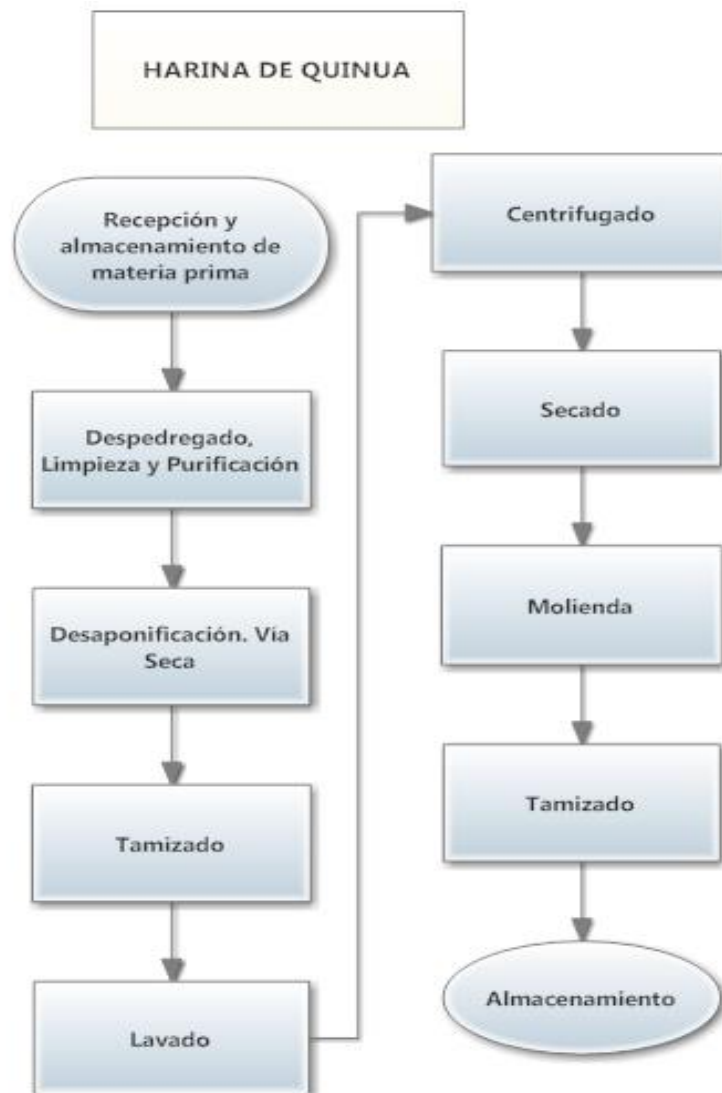 HARINA DE QUINUA
Recepción y
almacenamiento de
materia prima
Despedregado,
Limpieza y Purificación
Desaponificación. Vía
Seca
Tamizado
Lavado
Centrifugado
Secado
Molienda
Tamizado
Almacenamiento